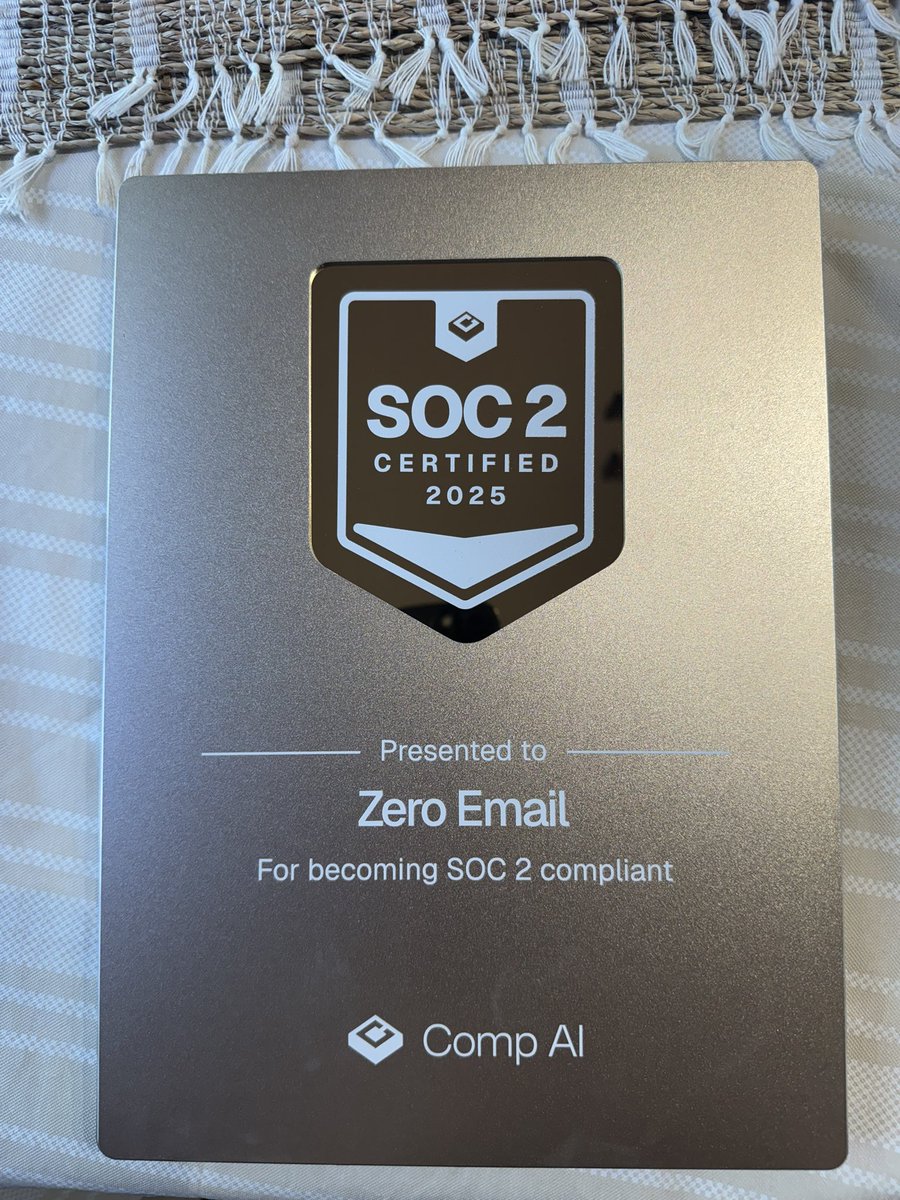 SOC 2
CERTIFIED
2025
Presented to
Zero Email
For becoming SOC 2 compliant
Comp AI